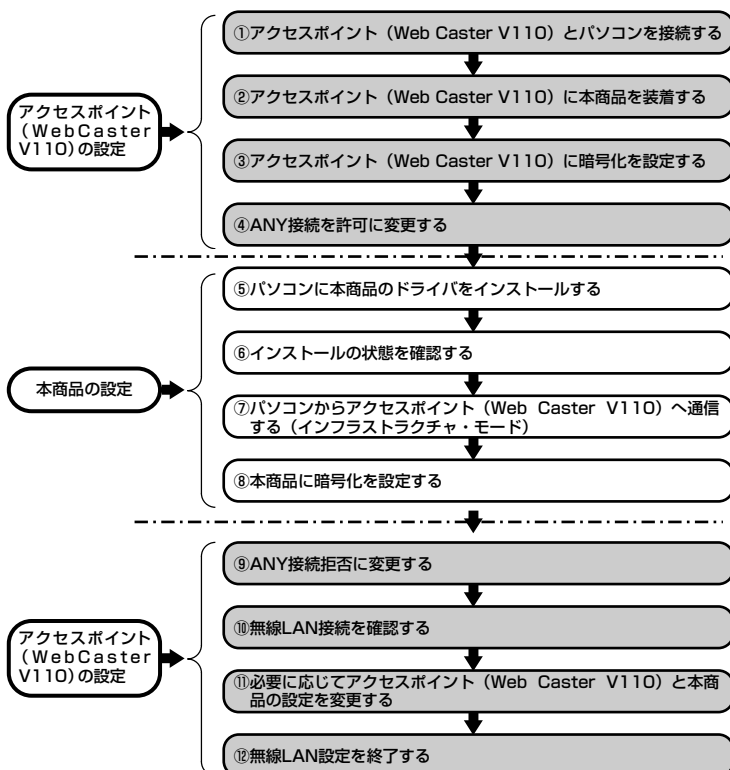 アクセスポイント
（WebCaster
V110）の設定
①アクセスポイント（Web Caster V110）とパソコンを接続する
②アクセスポイント（Web Caster V110）に本商品を装着する
③アクセスポイント（Web Caster V110）に暗号化を設定する
④ANY接続を許可に変更する
本商品の設定
⑤パソコンに本商品のドライバをインストールする
⑥インストールの状態を確認する
⑦パソコンからアクセスポイント（Web Caster V110）へ通信
する（インフラストラクチャ・モード）
⑧本商品に暗号化を設定する
アクセスポイント
（WebCaster
V110）の設定
⑨ANY接続拒否に変更する
⑩無線LAN接続を確認する
⑪必要に応じてアクセスポイント（Web Caster V110）と本商
品の設定を変更する
⑫無線LAN設定を終了する